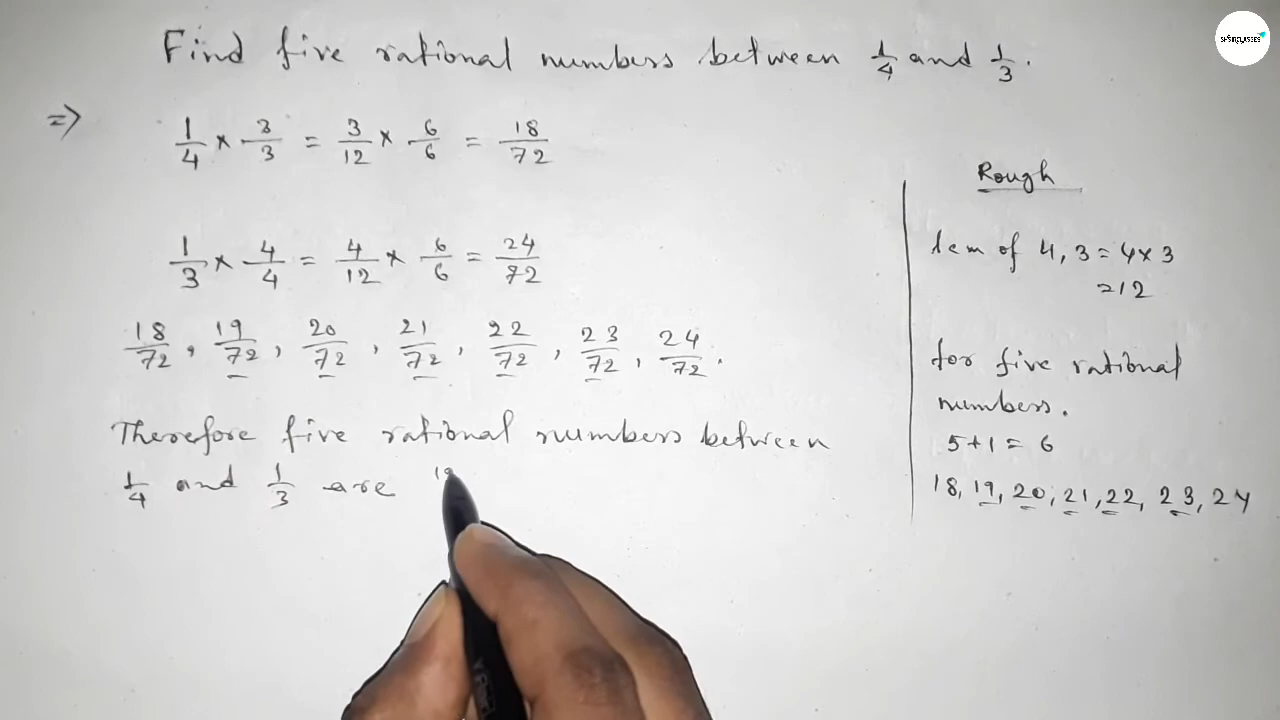 Find five rational numbers between 1/4 and 1/3.
=> 1/4 × 3/3 = 3/12 × 6/6 = 18/72
1/3 × 4/4 = 4/12 × 6/6 = 24/72
18/72, 19/72, 20/72, 21/72, 22/72, 23/72, 24/72.
Therefore five rational numbers between
1/4 and 1/3 are 19
Rough
lcm of 4, 3 = 4×3
=12
for five rational
numbers.
5+1 = 6
18, 19, 20, 21, 22, 23, 24